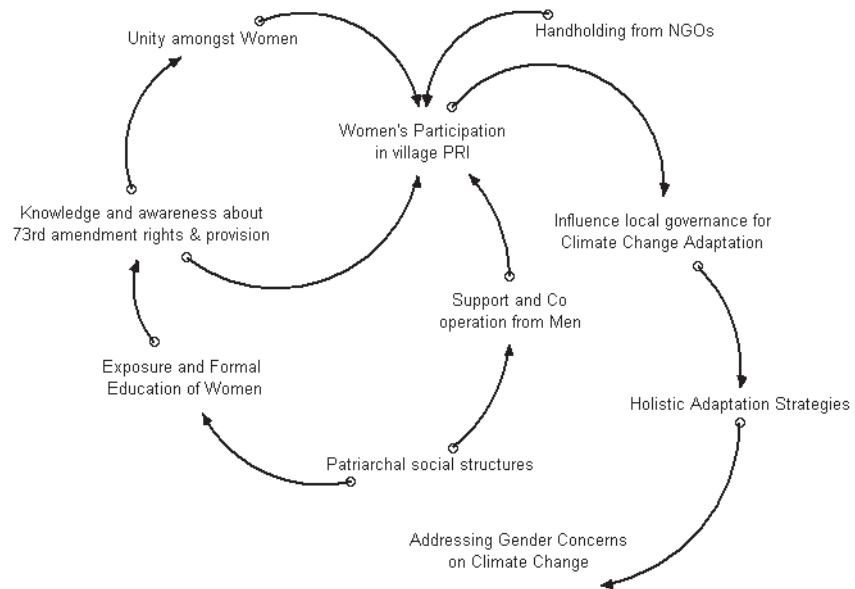 Unity amongst Women
Handholding from NGOs
Women's Participation
in village PRI
Knowledge and awareness about
73rd amendment rights & provision
Influence local governance for
Climate Change Adaptation
Support and Co
operation from Men
Exposure and Formal
Education of Women
Holistic Adaptation Strategies
Patriarchal social structures
Addressing Gender Concerns
on Climate Change